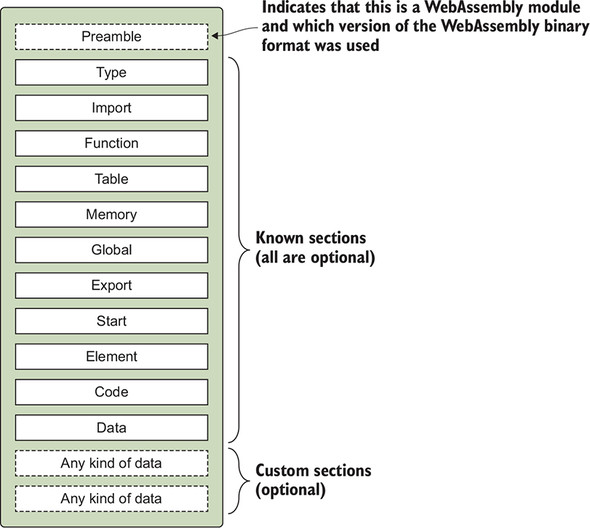 Indicates that this is a WebAssembly module
and which version of the WebAssembly binary
format was used
Preamble
Type
Import
Function
Table
Memory
Global
Export
Start
Element
Code
Data
Known sections
(all are optional)
Any kind of data
Any kind of data
Custom sections
(optional)